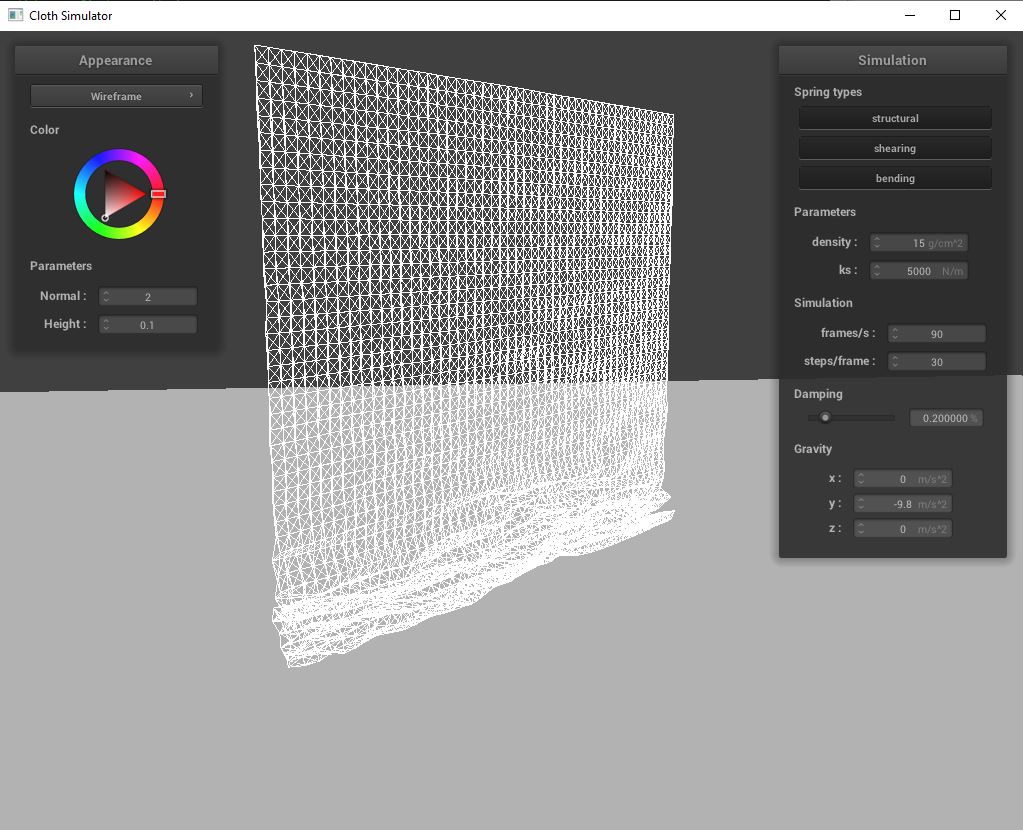 Cloth Simulator
Appearance
Wireframe
Color
Parameters
Normal : 2
Height : 0.1
Simulation
Spring types
structural
shearing
bending
Parameters
density : 15 g/cm^2
ks : 5000 N/m
Simulation
frames/s : 90
steps/frame : 30
Damping
0.200000 %
Gravity
x : 0 m/s^2
y : -9.8 m/s^2
z : 0 m/s^2